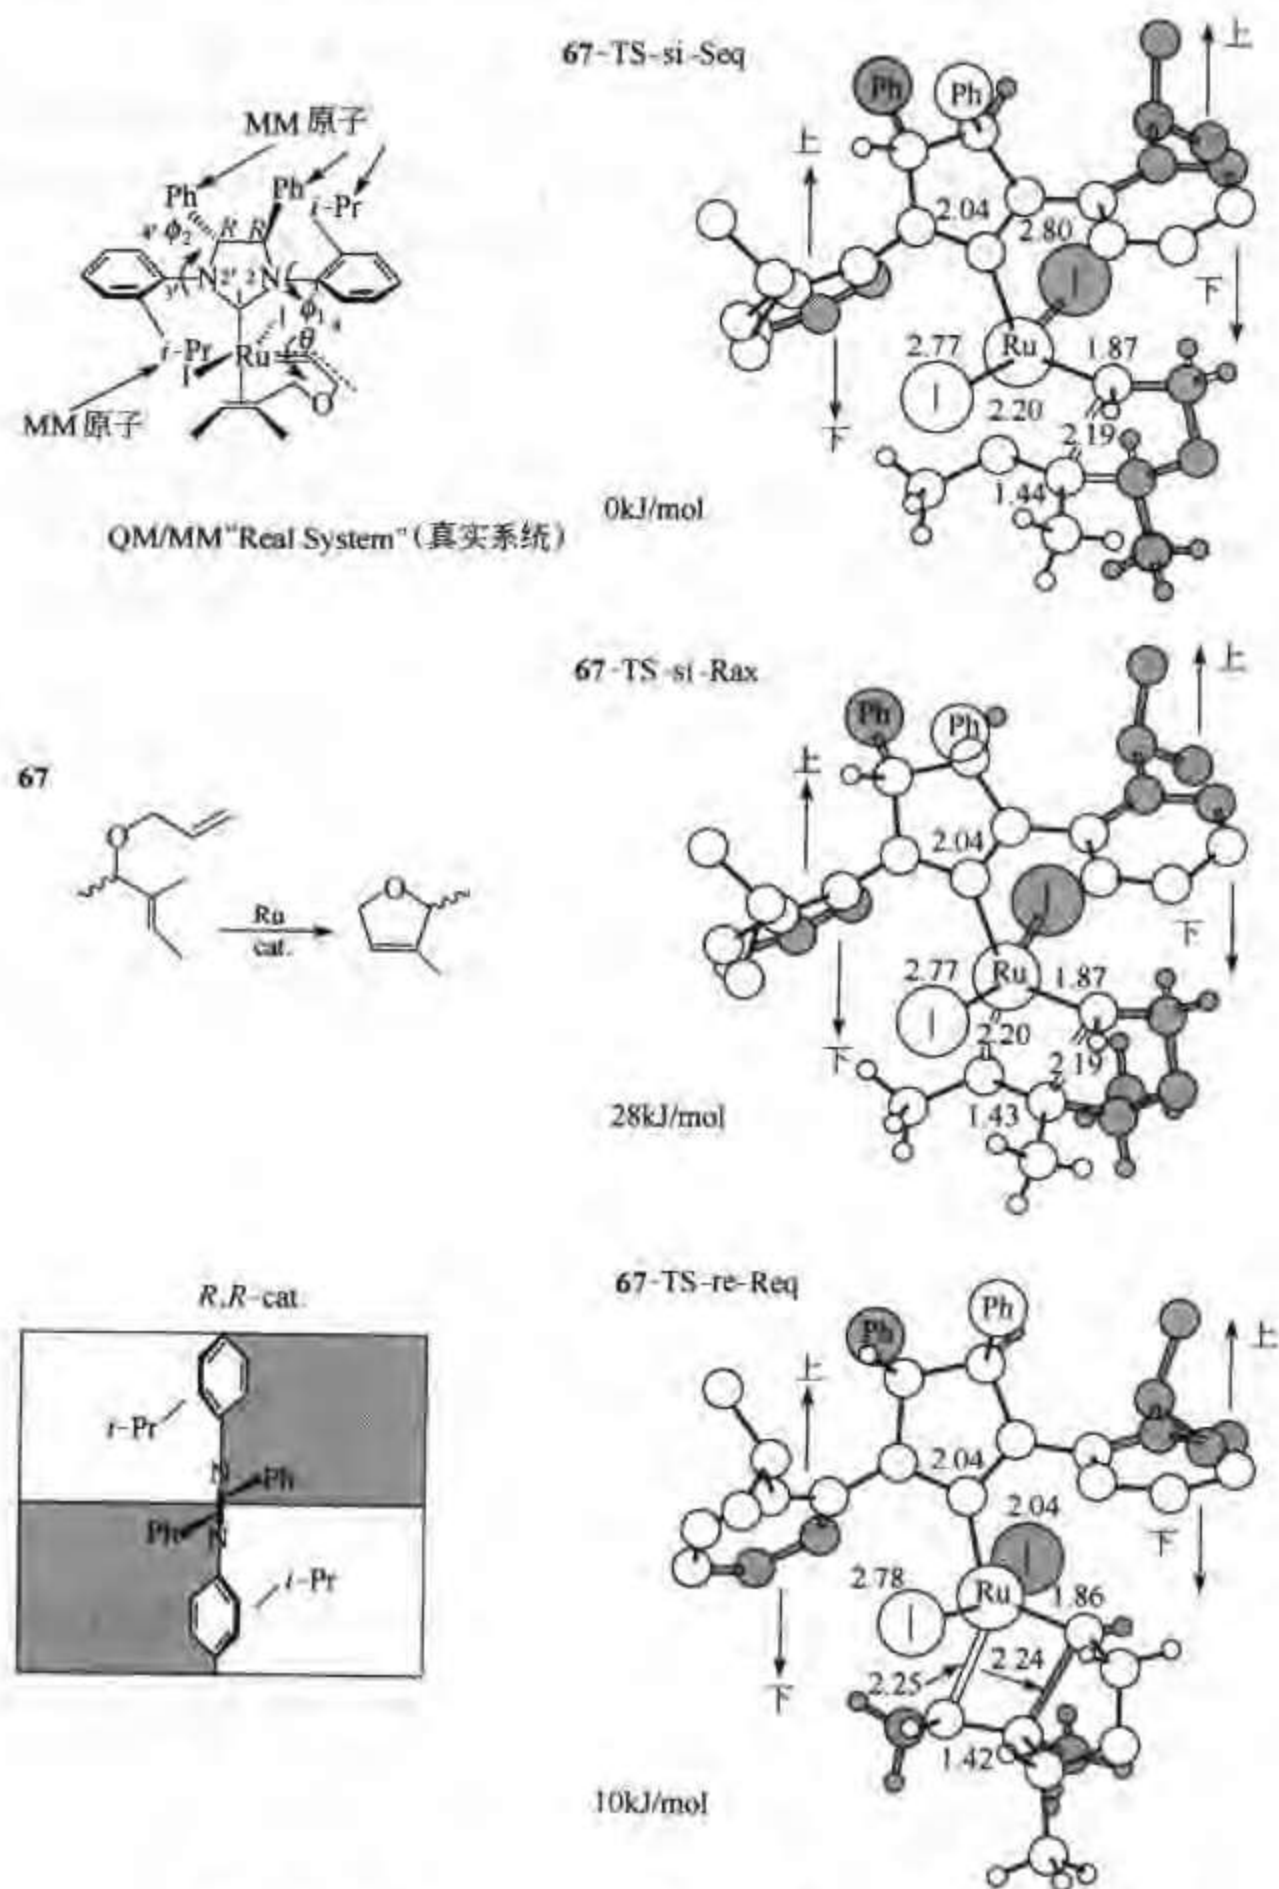 67-TS-si-Seq
MM 原子
Ph
Ph
i-Pr
ϕ2
R
R
N
2'
2
N
ϕ1
θ
i-Pr
Ru
I
O
MM 原子
QM/MM"Real System"(真实系统)
Ph
Ph
上
上
2.04
2.80
I
下
2.77
Ru
1.87
I
2.20
下
2.19
1.44
0kJ/mol
67-TS-si-Rax
Ph
Ph
上
上
2.04
I
下
2.77
Ru
1.87
I
2.20
下
2.19
1.43
28kJ/mol
67
O
Ru
cat.
O
R,R-cat.
i-Pr
N
Ph
Ph
N
i-Pr
67-TS-re-Req
Ph
Ph
上
上
2.04
2.04
I
下
2.78
Ru
1.86
I
2.25
2.24
下
1.42
10kJ/mol